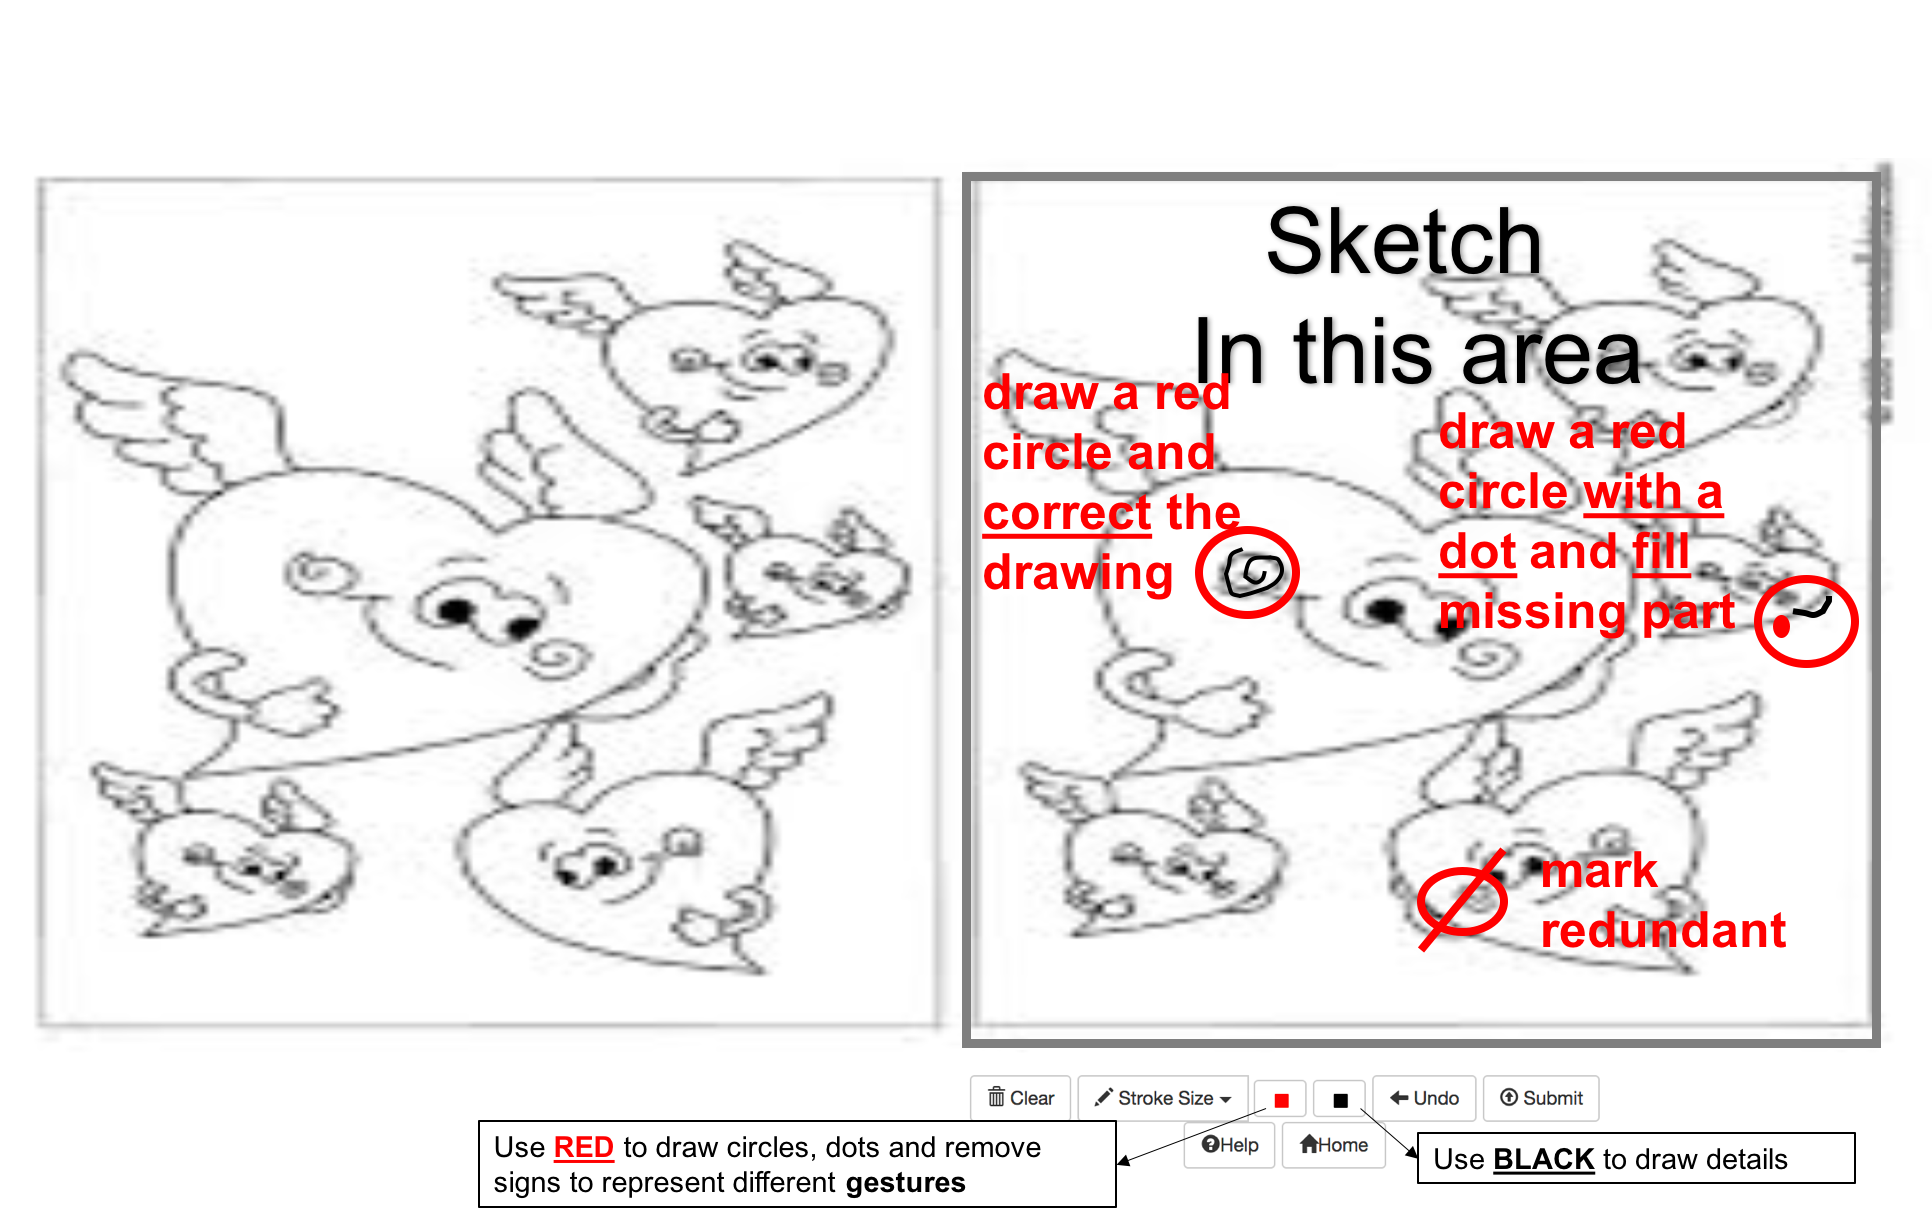 Sketch
In this area
draw a red
circle and
correct the
drawing
draw a red
circle with a
dot and fill
missing part
mark
redundant
Clear
Stroke Size
Undo
Submit
Help
Home
Use RED to draw circles, dots and remove
signs to represent different gestures
Use BLACK to draw details